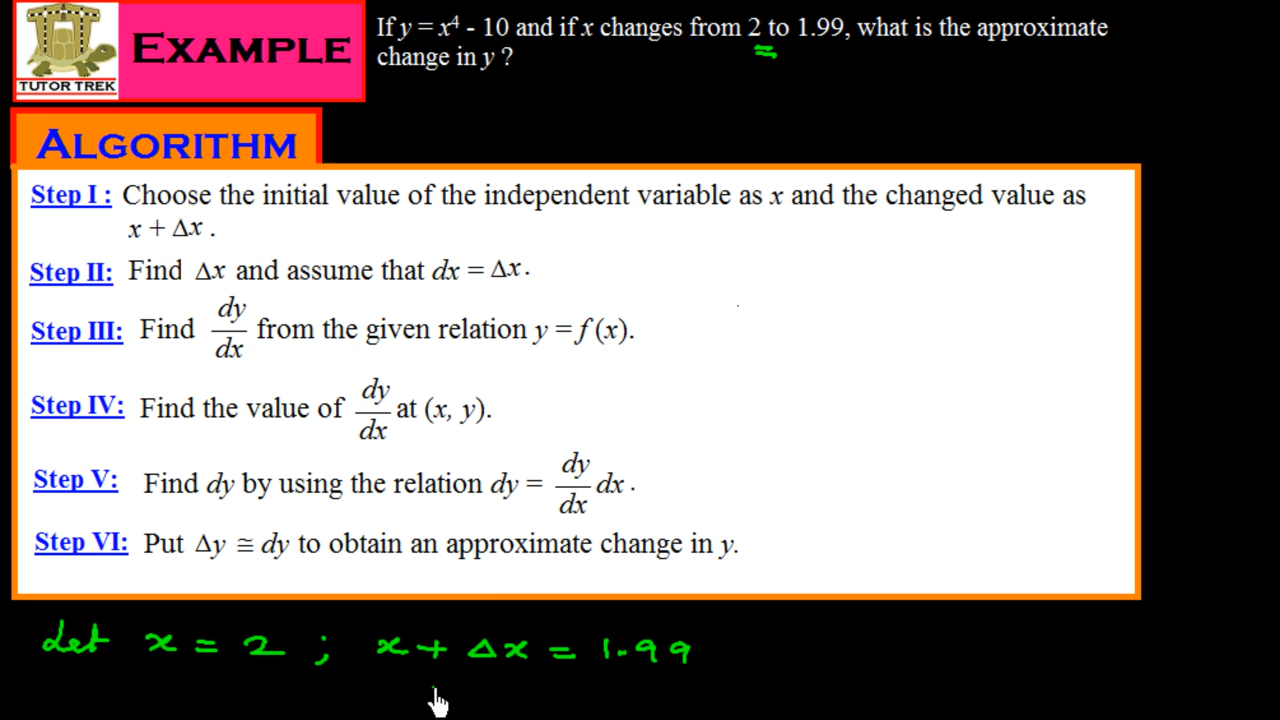 TUTOR TREK
EXAMPLE
If y = x⁴ - 10 and if x changes from 2 to 1.99, what is the approximate
change in y ?
ALGORITHM
Step I : Choose the initial value of the independent variable as x and the changed value as
x + Δx .
Step II: Find Δx and assume that dx = Δx.
Step III: Find dy/dx from the given relation y = f (x).
Step IV: Find the value of dy/dx at (x, y).
Step V: Find dy by using the relation dy = dy/dx dx .
Step VI: Put Δy ≅ dy to obtain an approximate change in y.
Let x = 2 ; x + Δx = 1.99